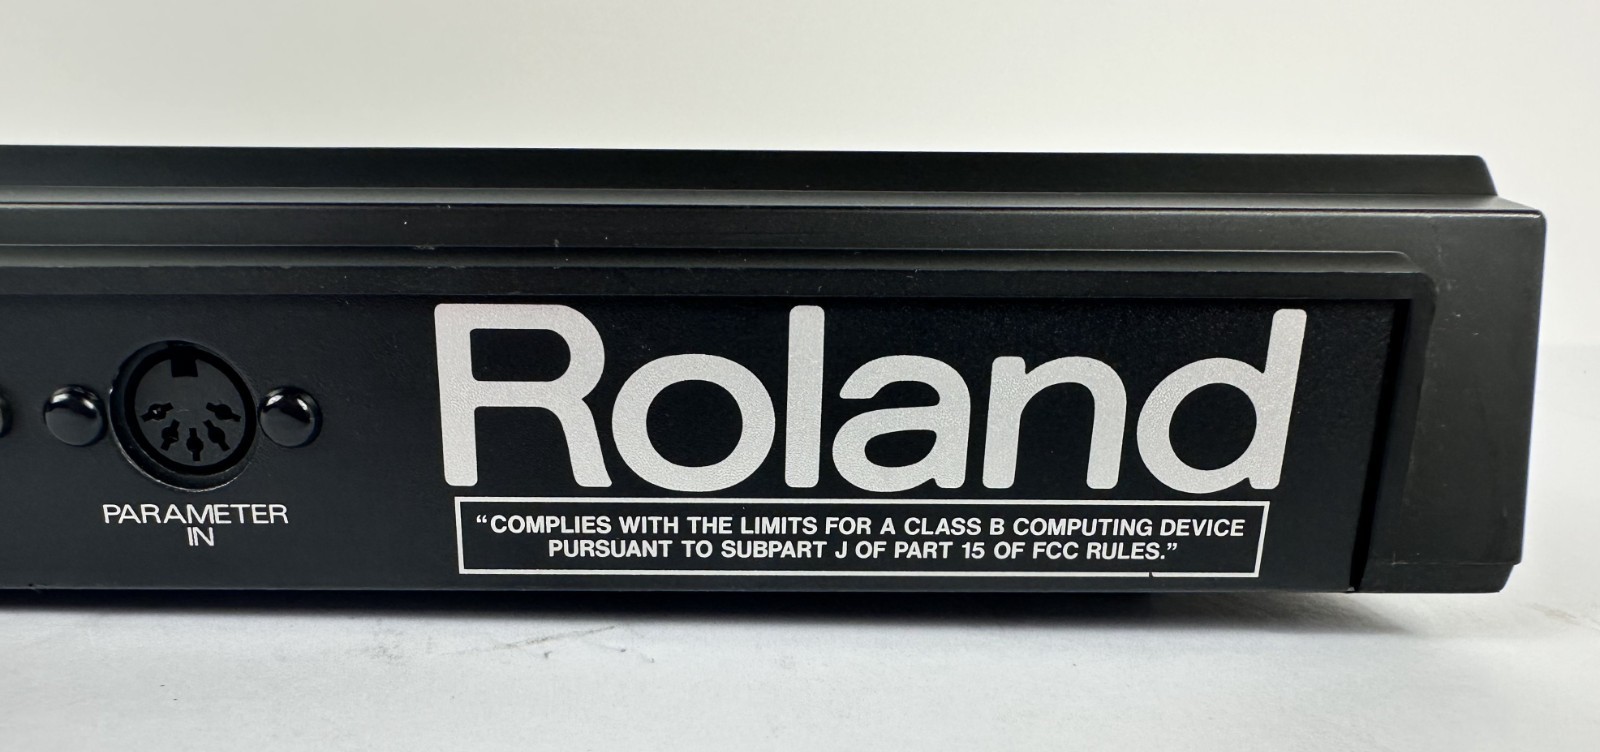 Roland
PARAMETER
IN
“COMPLIES WITH THE LIMITS FOR A CLASS B COMPUTING DEVICE
PURSUANT TO SUBPART J OF PART 15 OF FCC RULES.”